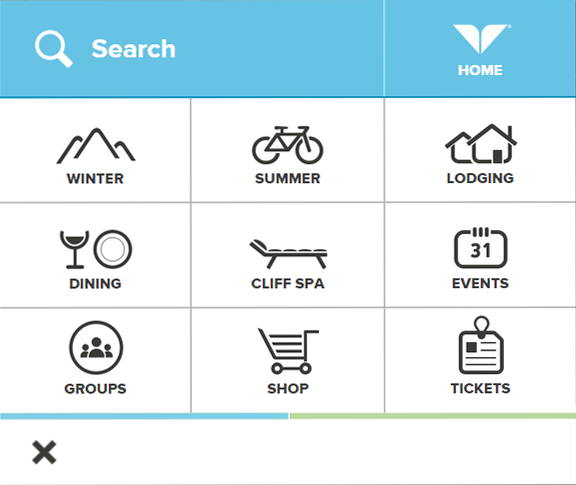 Search
HOME
WINTER
SUMMER
LODGING
31
DINING
CLIFF SPA
EVENTS
GROUPS
SHOP
TICKETS